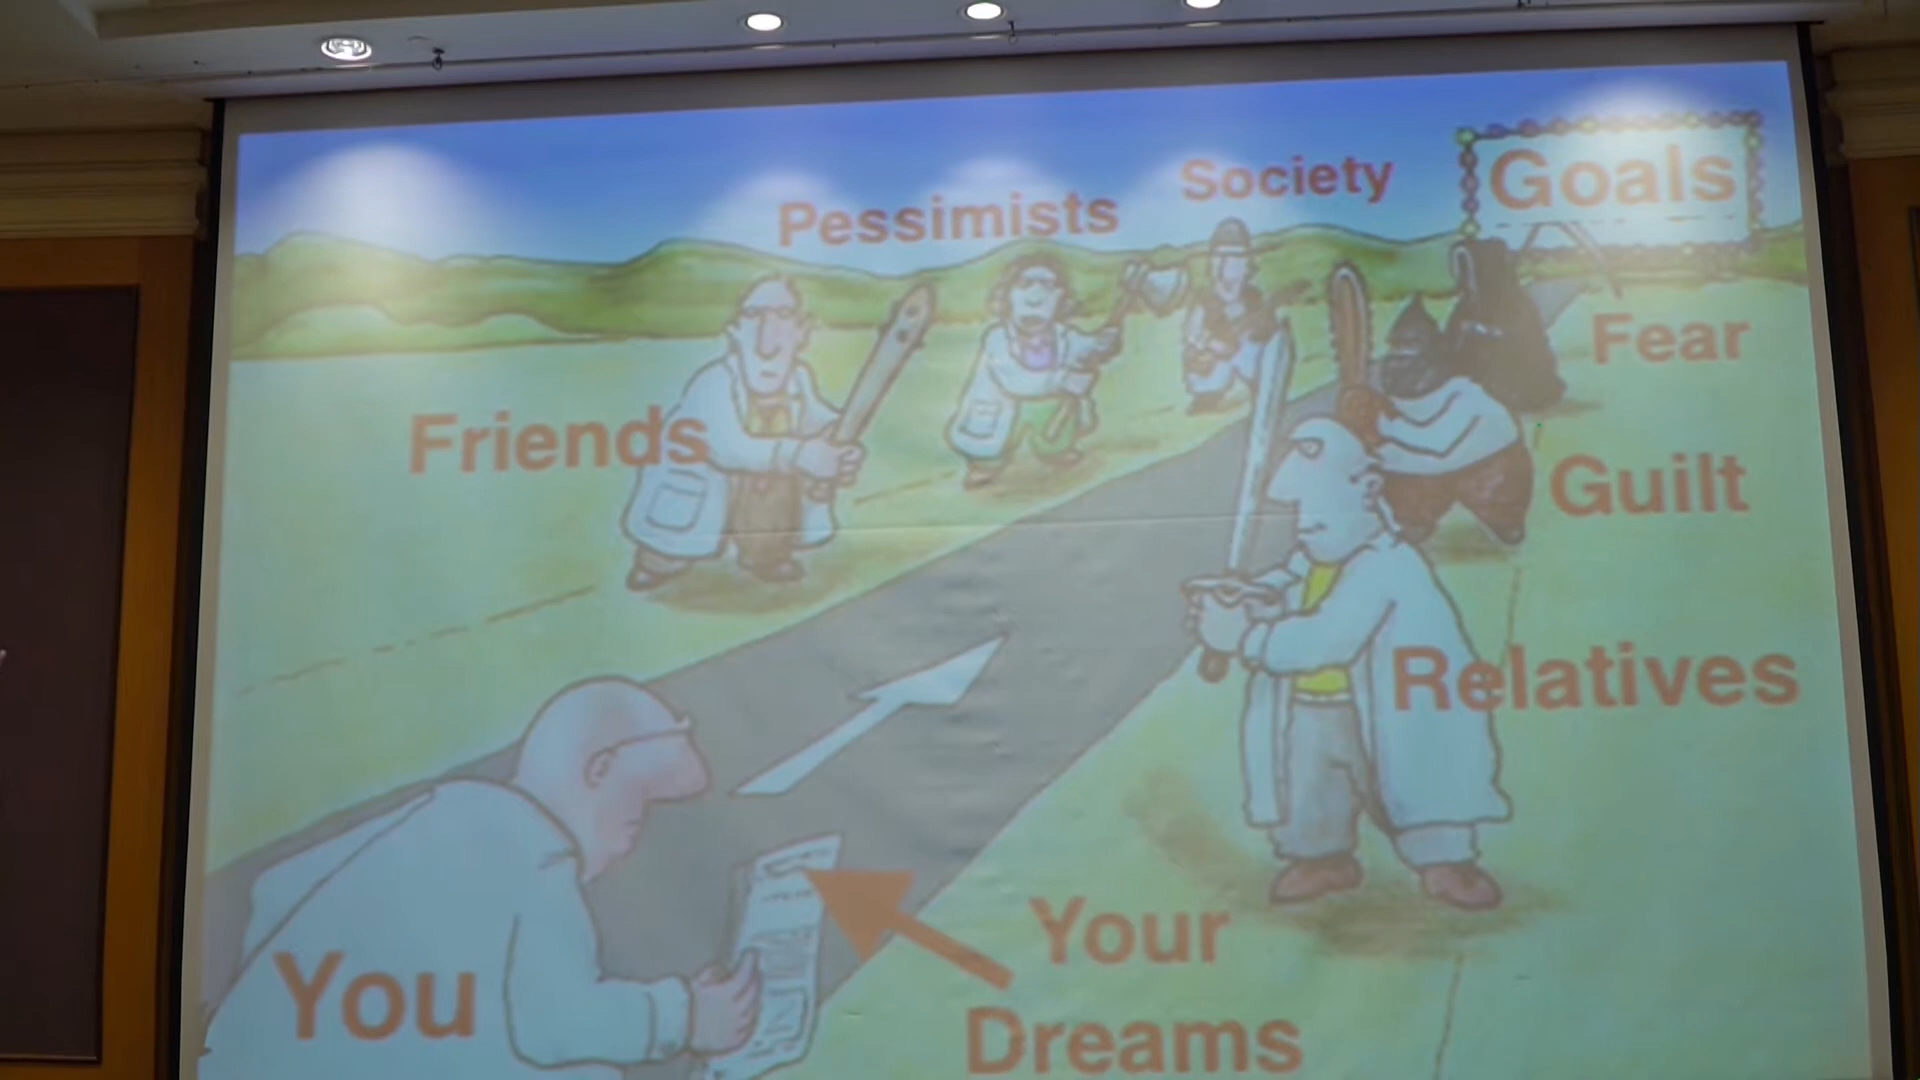 Goals
Society
Pessimists
Fear
Friends
Guilt
Relatives
Your
Dreams
You